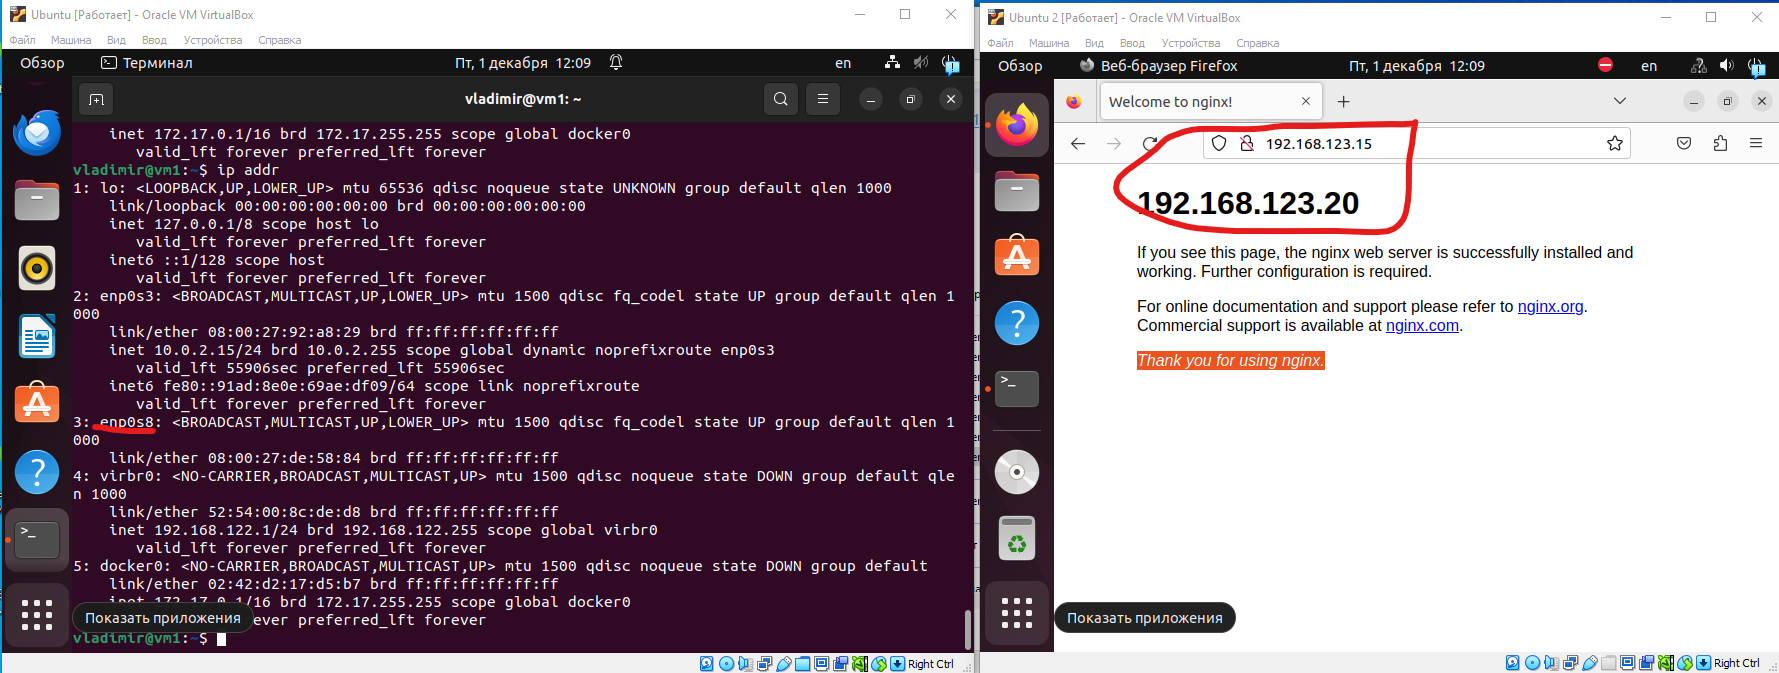 Ubuntu [Работает] - Oracle VM VirtualBox
Файл Машина Вид Ввод Устройства Справка
Обзор Терминал Пт, 1 декабря 12:09 en
vladimir@vm1: ~
inet 172.17.0.1/16 brd 172.17.255.255 scope global docker0
valid_lft forever preferred_lft forever
vladimir@vm1:~$ ip addr
1: lo: <LOOPBACK,UP,LOWER_UP> mtu 65536 qdisc noqueue state UNKNOWN group default qlen 1000
link/loopback 00:00:00:00:00:00 brd 00:00:00:00:00:00
inet 127.0.0.1/8 scope host lo
valid_lft forever preferred_lft forever
inet6 ::1/128 scope host
valid_lft forever preferred_lft forever
2: enp0s3: <BROADCAST,MULTICAST,UP,LOWER_UP> mtu 1500 qdisc fq_codel state UP group default qlen 1
000
link/ether 08:00:27:92:a8:29 brd ff:ff:ff:ff:ff:ff
inet 10.0.2.15/24 brd 10.0.2.255 scope global dynamic noprefixroute enp0s3
valid_lft 55906sec preferred_lft 55906sec
inet6 fe80::91ad:8e0e:69ae:df09/64 scope link noprefixroute
valid_lft forever preferred_lft forever
3: enp0s8: <BROADCAST,MULTICAST,UP,LOWER_UP> mtu 1500 qdisc fq_codel state UP group default qlen 1
000
link/ether 08:00:27:de:58:84 brd ff:ff:ff:ff:ff:ff
4: virbr0: <NO-CARRIER,BROADCAST,MULTICAST,UP> mtu 1500 qdisc noqueue state DOWN group default qle
n 1000
link/ether 52:54:00:8c:de:d8 brd ff:ff:ff:ff:ff:ff
inet 192.168.122.1/24 brd 192.168.122.255 scope global virbr0
valid_lft forever preferred_lft forever
5: docker0: <NO-CARRIER,BROADCAST,MULTICAST,UP> mtu 1500 qdisc noqueue state DOWN group default
link/ether 02:42:d2:17:d5:b7 brd ff:ff:ff:ff:ff:ff
inet 172.17.0.1/16 brd 172.17.255.255 scope global docker0
Показать приложения preferred_lft forever
vladimir@vm1:~$
Right Ctrl
Ubuntu 2 [Работает] - Oracle VM VirtualBox
Файл Машина Вид Ввод Устройства Справка
Обзор Веб-браузер Firefox Пт, 1 декабря 12:09 en
Welcome to nginx!
192.168.123.15
192.168.123.20
If you see this page, the nginx web server is successfully installed and
working. Further configuration is required.
For online documentation and support please refer to nginx.org.
Commercial support is available at nginx.com.
Thank you for using nginx.
Показать приложения
Right Ctrl